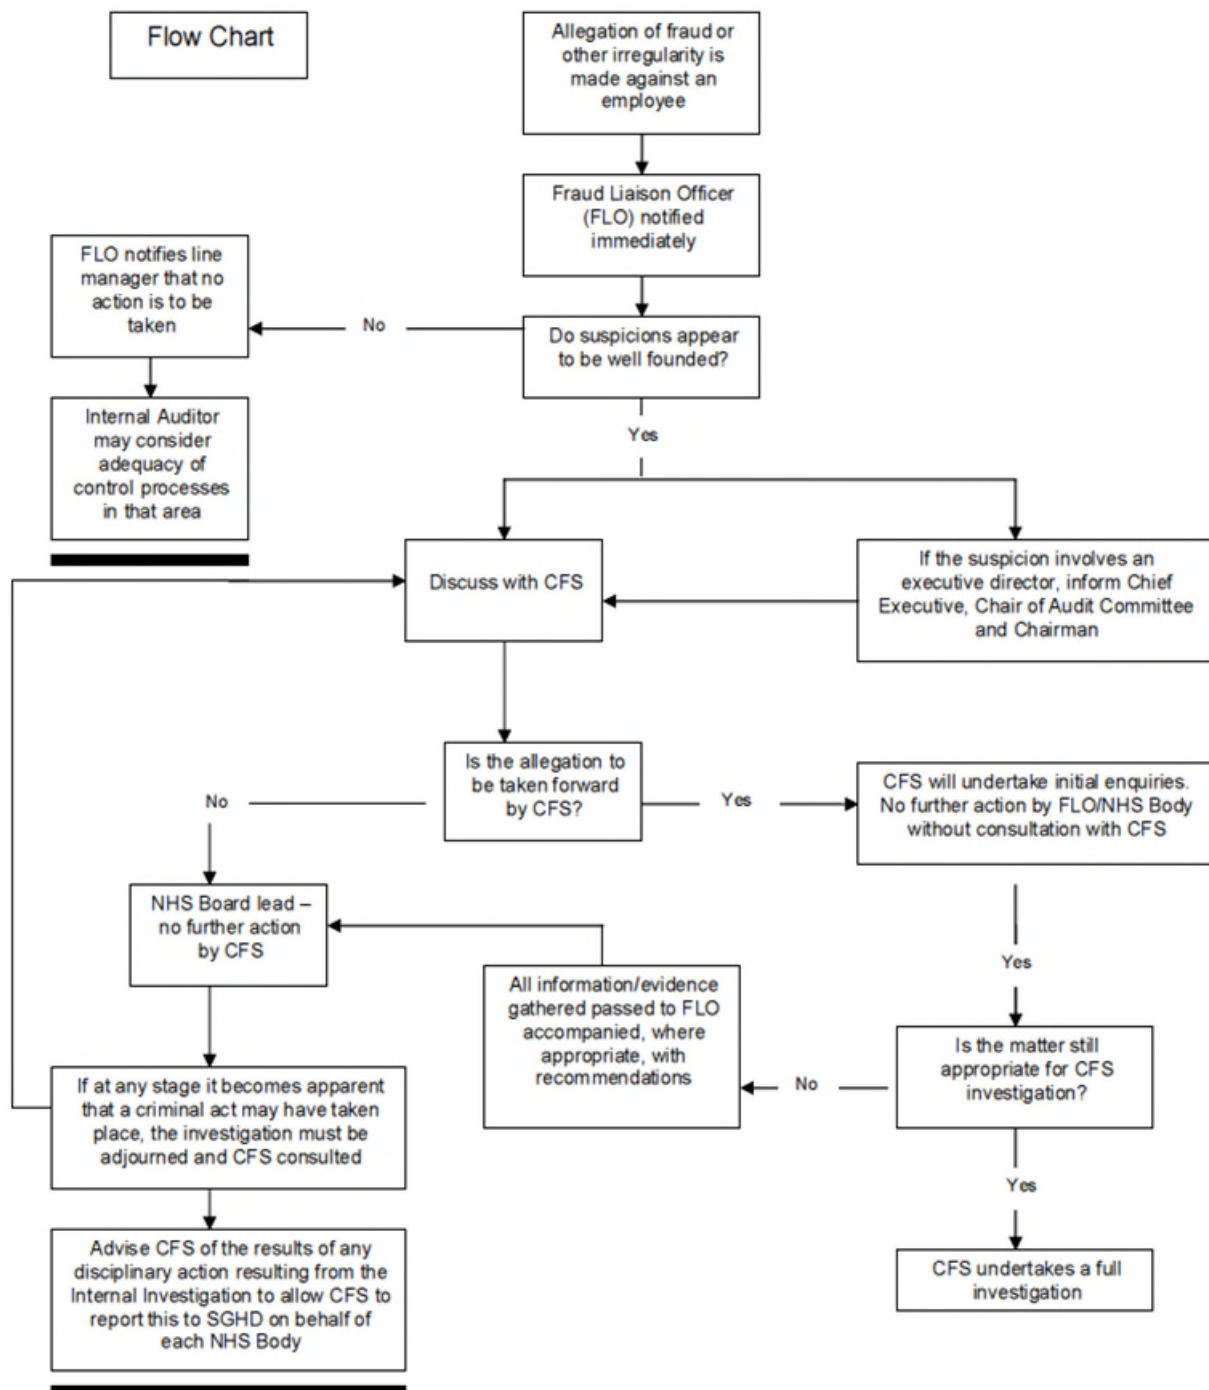 Flow Chart
Allegation of fraud or
other irregularity is
made against an
employee
Fraud Liaison Officer
(FLO) notified
immediately
FLO notifies line
manager that no
action is to be
taken
No
Do suspicions appear
to be well founded?
Internal Auditor
may consider
adequacy of
control processes
in that area
Yes
Discuss with CFS
If the suspicion involves an
executive director, inform Chief
Executive, Chair of Audit Committee
and Chairman
Is the allegation to
be taken forward
by CFS?
No
Yes
CFS will undertake initial enquiries.
No further action by FLO/NHS Body
without consultation with CFS
NHS Board lead –
no further action
by CFS
All information/evidence
gathered passed to FLO
accompanied, where
appropriate, with
recommendations
Yes
Is the matter still
appropriate for CFS
investigation?
No
If at any stage it becomes apparent
that a criminal act may have taken
place, the investigation must be
adjourned and CFS consulted
Yes
Advise CFS of the results of any
disciplinary action resulting from the
Internal Investigation to allow CFS to
report this to SGHD on behalf of
each NHS Body
CFS undertakes a full
investigation